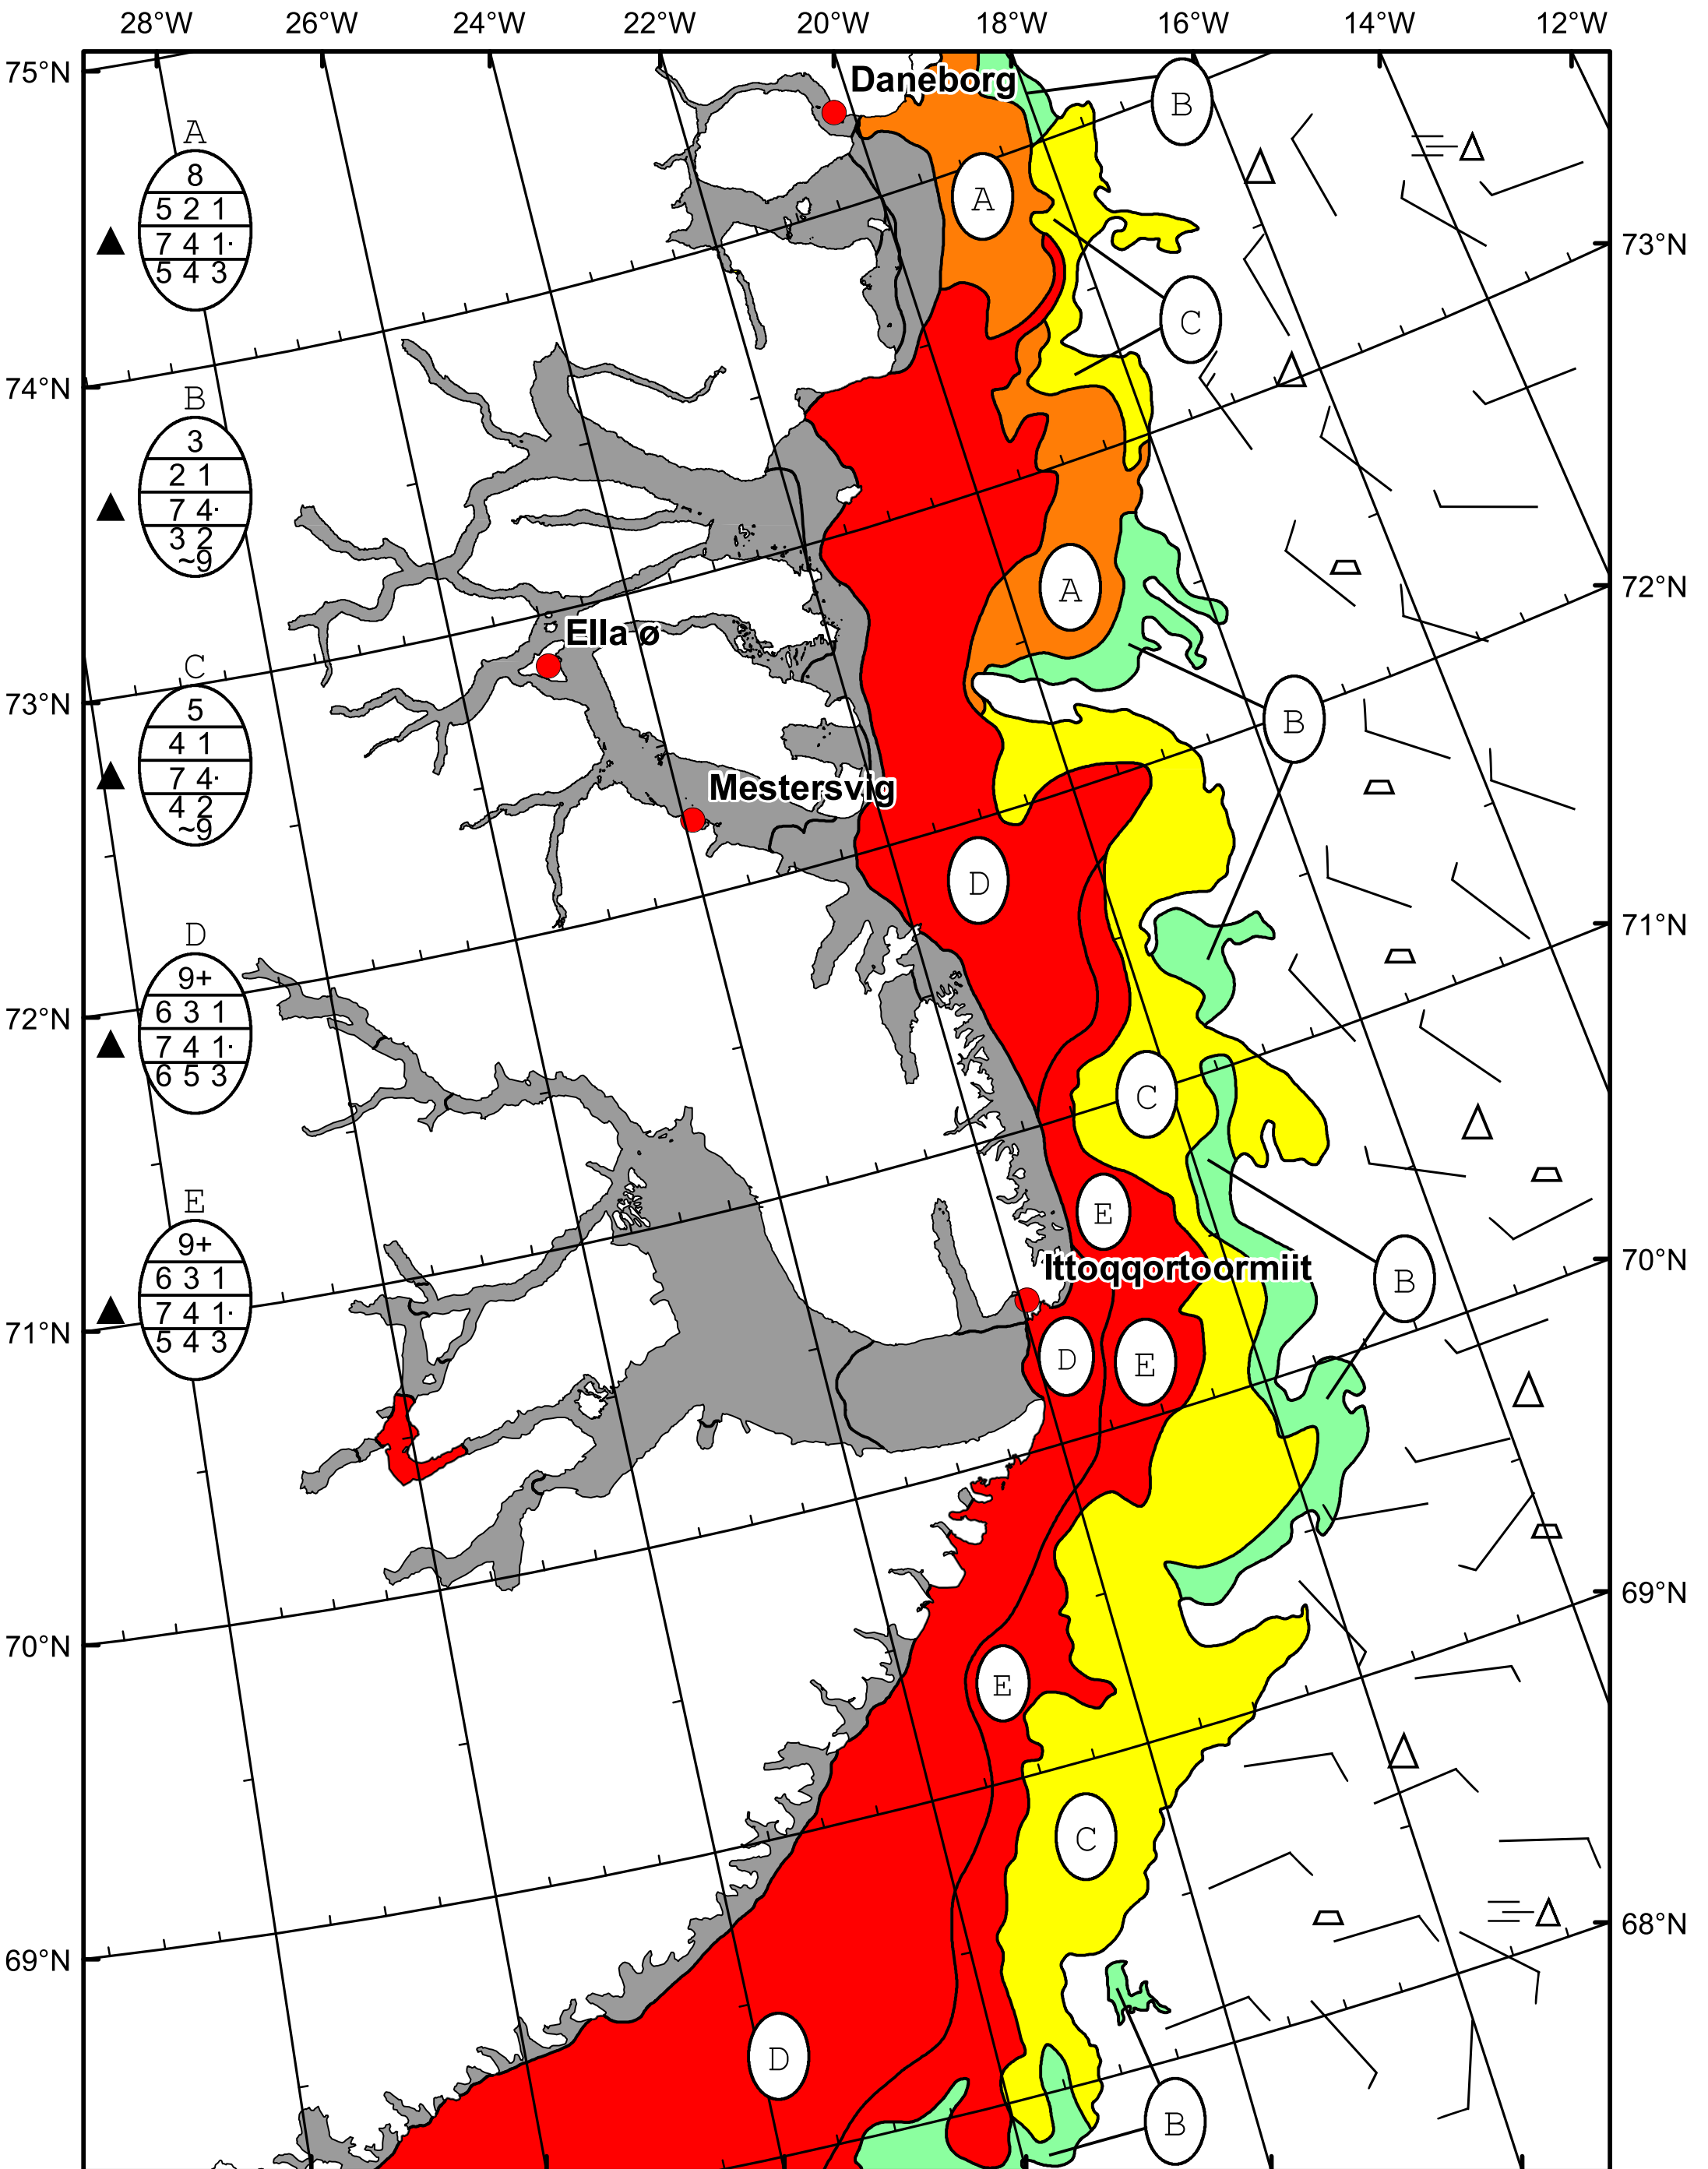 28°W 26°W 24°W 22°W 20°W 18°W 16°W 14°W 12°W
75°N
Daneborg
B
A
8
5 2 1
7 4 1·
5 4 3
A
73°N
C
74°N
B
3
2 1
7 4·
3 2
~9
A
72°N
Ella ø
C
5
4 1
7 4·
4 2
~9
73°N
B
Mestersvig
D
71°N
D
9+
6 3 1
7 4 1·
6 5 3
72°N
C
E
9+
6 3 1
7 4 1·
5 4 3
E
Ittoqqortoormiit
70°N
B
71°N
D
E
69°N
70°N
E
C
68°N
69°N
D
B